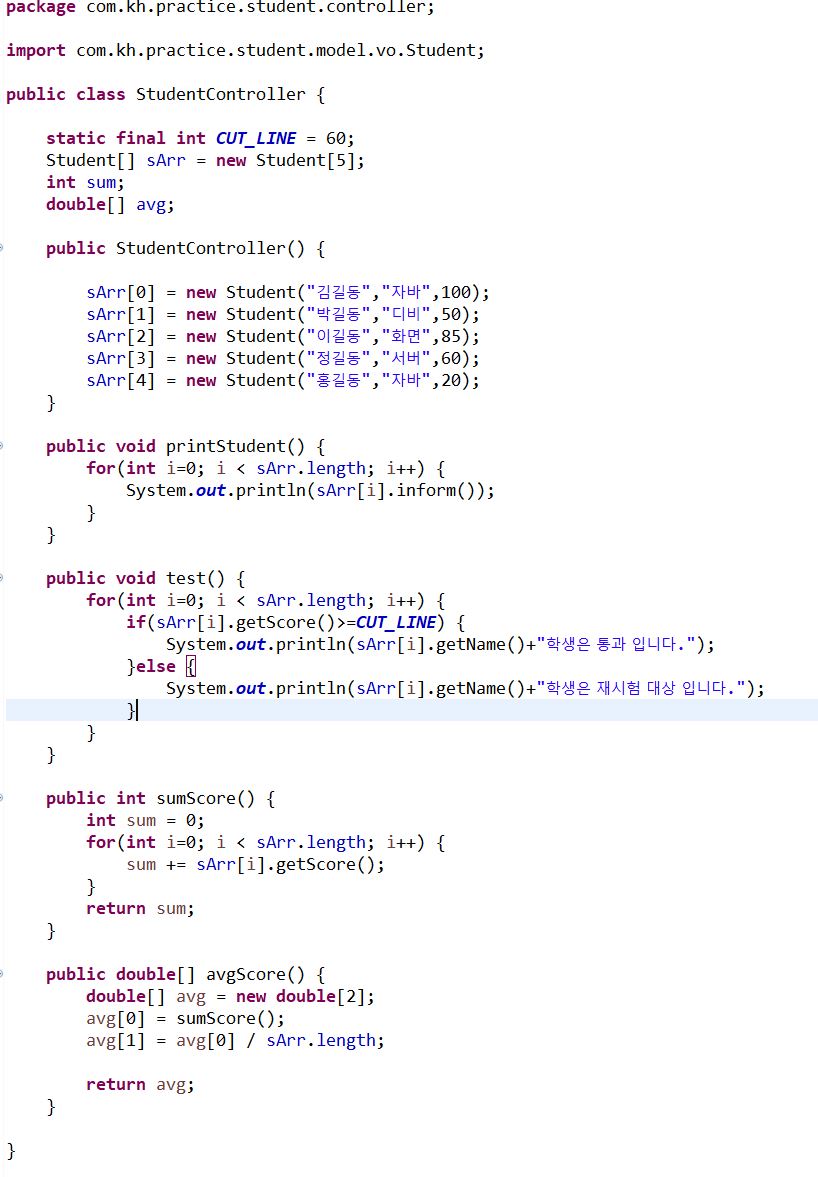 package com.kh.practice.student.controller;
import com.kh.practice.student.model.vo.Student;
public class StudentController {
static final int CUT_LINE = 60;
Student[] sArr = new Student[5];
int sum;
double[] avg;
public StudentController() {
sArr[0] = new Student("김길동","자바",100);
sArr[1] = new Student("박길동","디비",50);
sArr[2] = new Student("이길동","화면",85);
sArr[3] = new Student("정길동","서버",60);
sArr[4] = new Student("홍길동","자바",20);
}
public void printStudent() {
for(int i=0; i < sArr.length; i++) {
System.out.println(sArr[i].inform());
}
}
public void test() {
for(int i=0; i < sArr.length; i++) {
if(sArr[i].getScore()>=CUT_LINE) {
System.out.println(sArr[i].getName()+"학생은 통과 입니다.");
}else {
System.out.println(sArr[i].getName()+"학생은 재시험 대상 입니다.");
}
}
}
public int sumScore() {
int sum = 0;
for(int i=0; i < sArr.length; i++) {
sum += sArr[i].getScore();
}
return sum;
}
public double[] avgScore() {
double[] avg = new double[2];
avg[0] = sumScore();
avg[1] = avg[0] / sArr.length;
return avg;
}
}